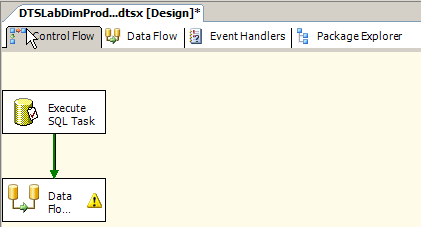 DTSLabDimProd...dtsx [Design]*
Control Flow
Data Flow
Event Handlers
Package Explorer
Execute
SQL Task
Data
Flo...